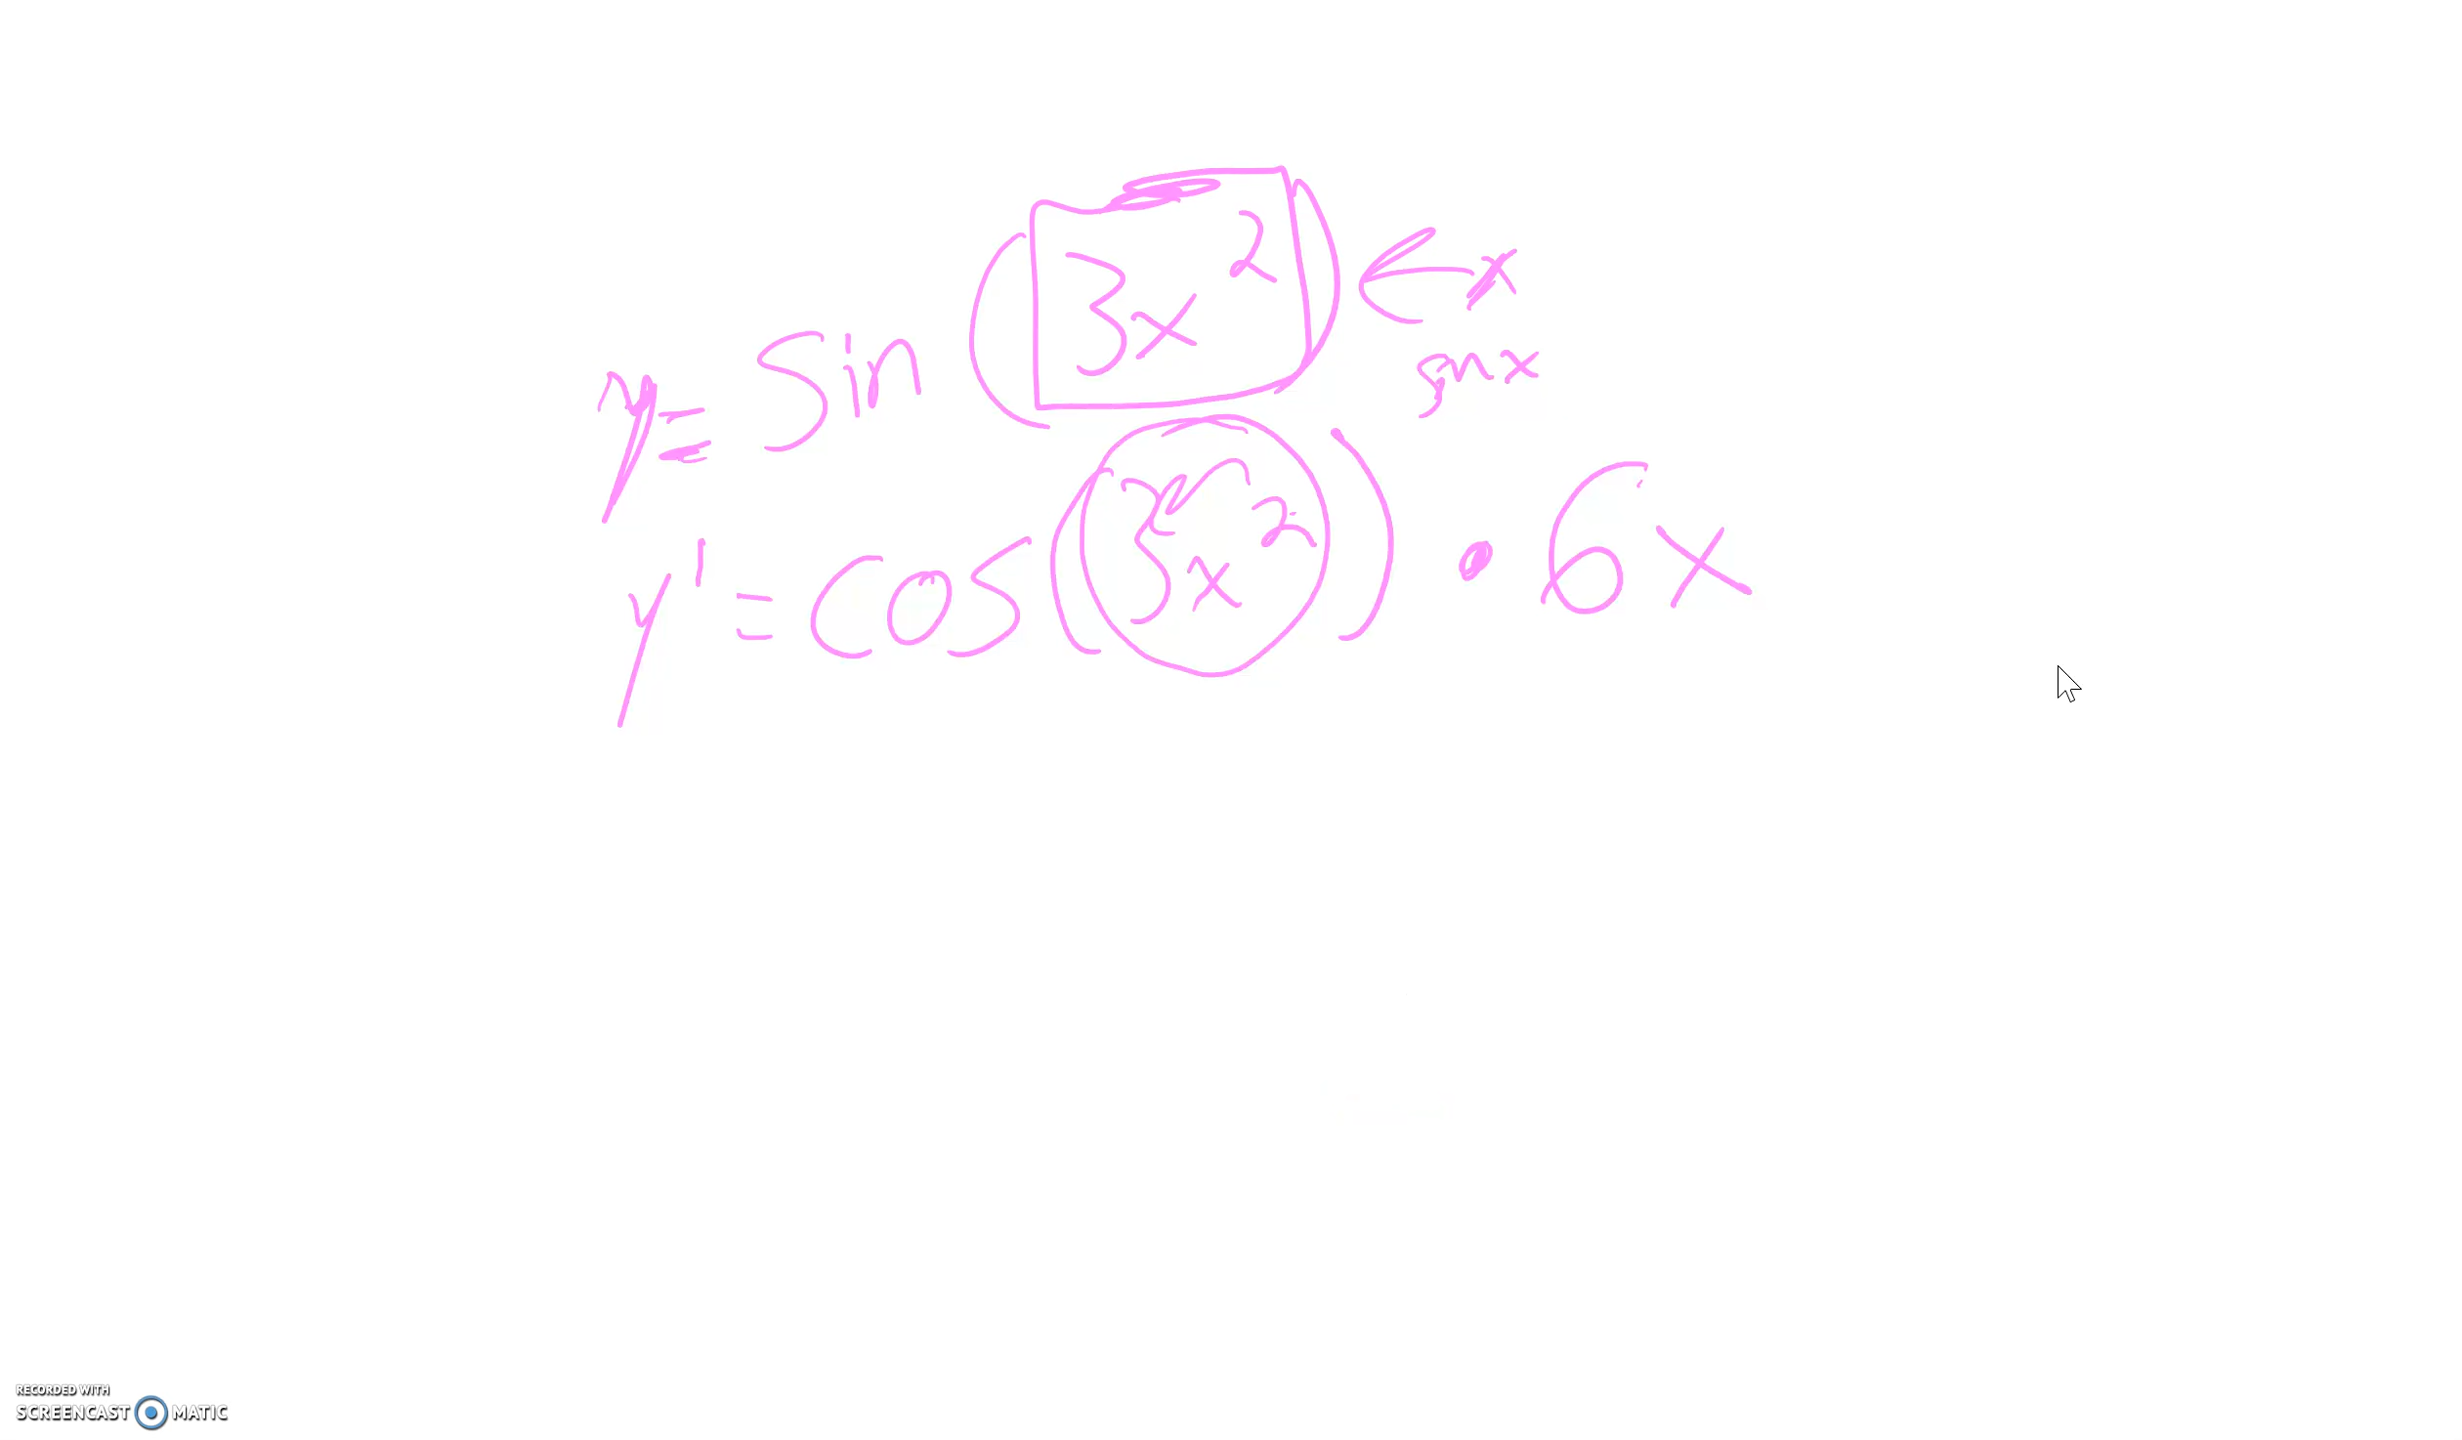 y = sin (3x²) ← x
sin x
y' = cos (3x²) • 6x
RECORDED WITH
SCREENCAST MATIC